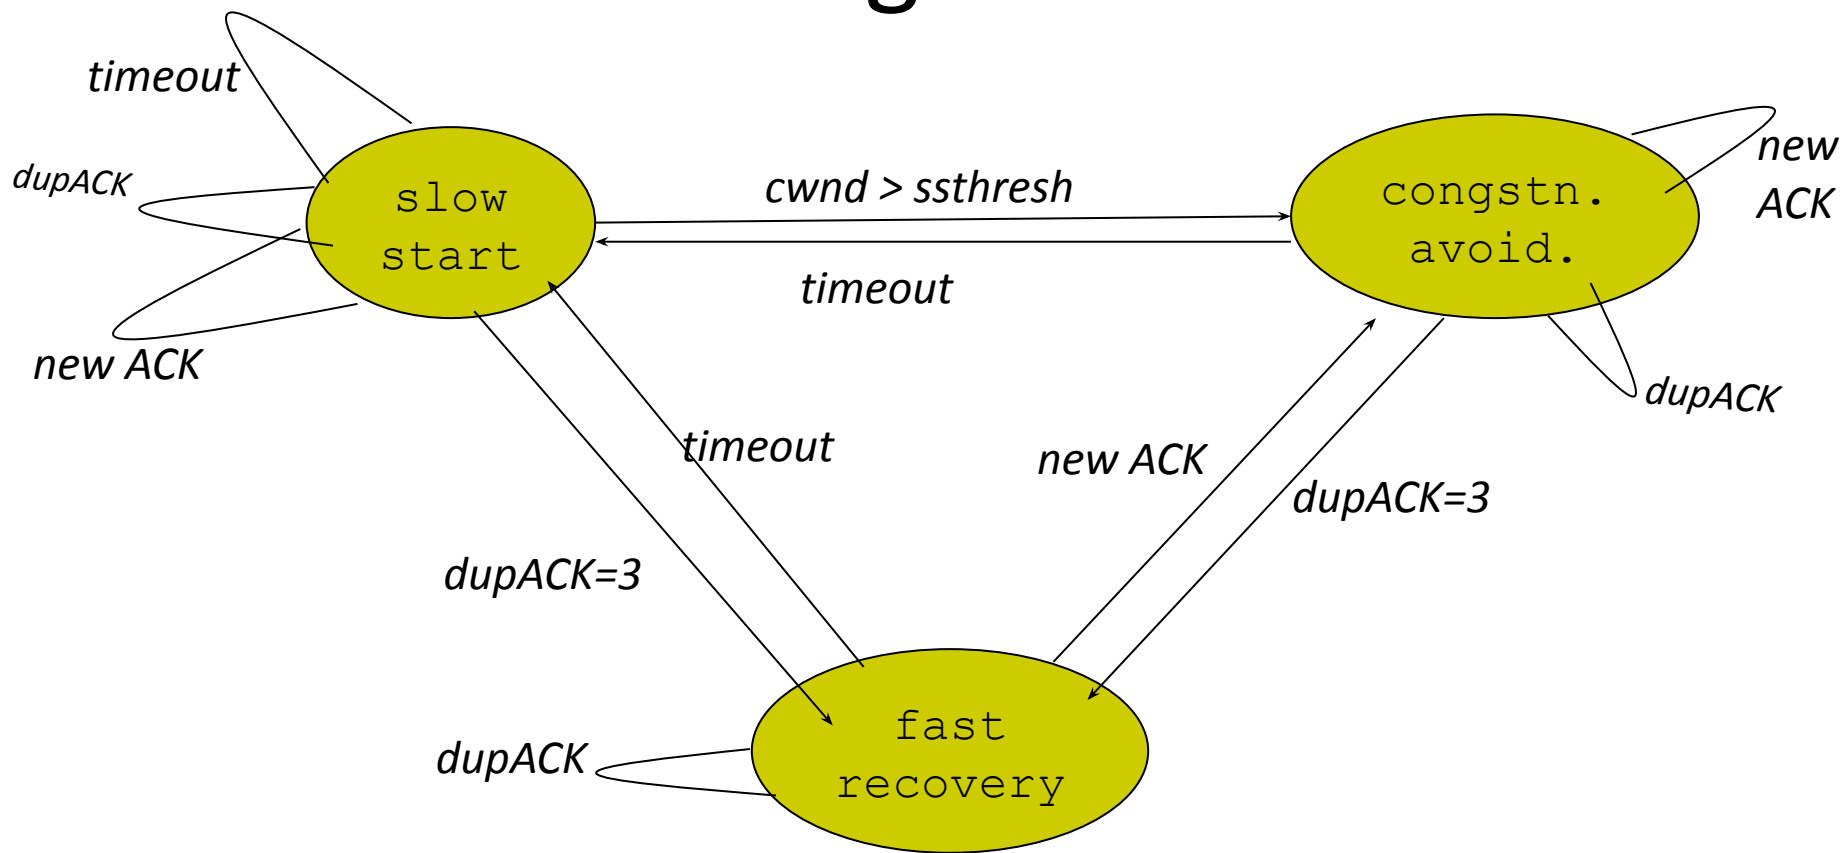 timeout
dupACK
new ACK
slow
start
cwnd > ssthresh
timeout
congstn.
avoid.
new
ACK
dupACK
timeout
new ACK
dupACK=3
dupACK=3
dupACK
fast
recovery